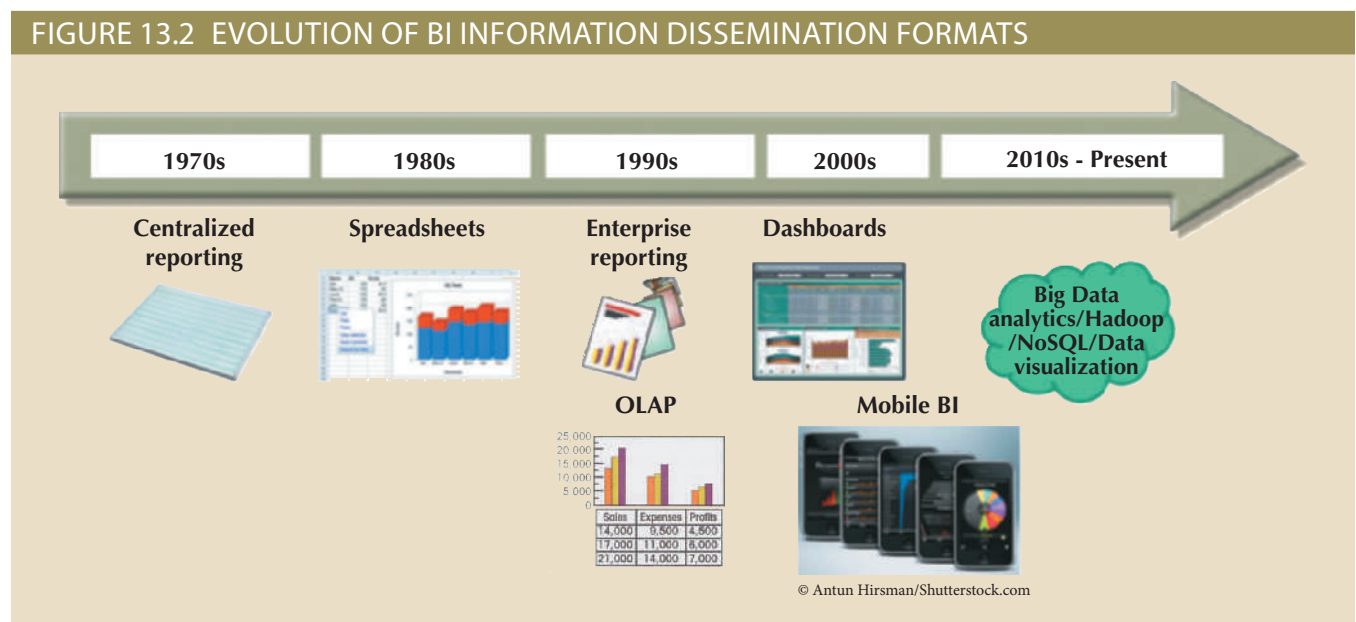 FIGURE 13.2 EVOLUTION OF BI INFORMATION DISSEMINATION FORMATS
1970s
1980s
1990s
2000s
2010s - Present
Centralized
reporting
Spreadsheets
Enterprise
reporting
Dashboards
Big Data
analytics/Hadoop
/NoSQL/Data
visualization
OLAP
Mobile BI
25 000
20 000
15 000
10 000
5 000
0
Sales Expenses Profits
14,000 9,500 4,500
17,000 11,000 6,000
21,000 14,000 7,000
© Antun Hirsman/Shutterstock.com